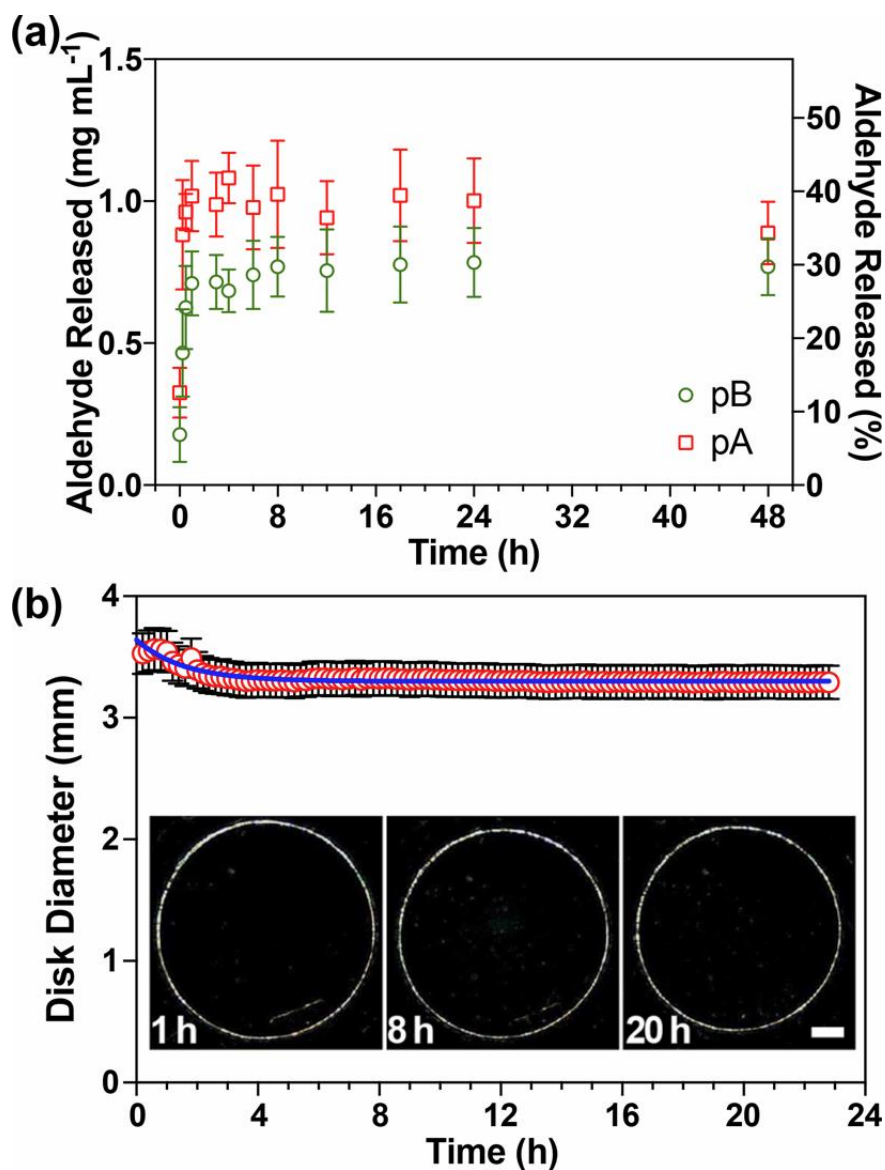 (a)
Aldehyde Released (mg mL-1)
1.5
1.0
0.5
0.0
Aldehyde Released (%)
50
40
30
20
10
0
pB
pA
0 8 16 24 32 40 48
Time (h)
(b)
Disk Diameter (mm)
4
3
2
1
0
1 h
8 h
20 h
0 4 8 12 16 20 24
Time (h)